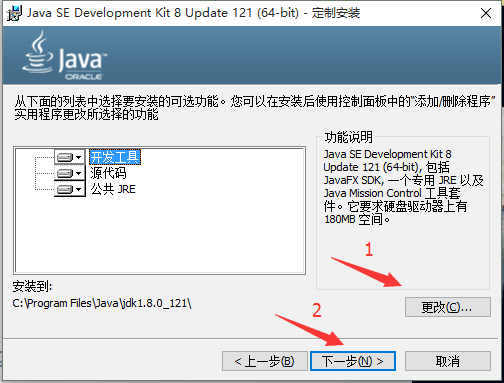 Java SE Development Kit 8 Update 121 (64-bit) - 定制安装
Java
ORACLE
从下面的列表中选择要安装的可选功能。您可以在安装后使用控制面板中的“添加/删除程序”
实用程序更改所选择的功能
开发工具
源代码
公共 JRE
功能说明
Java SE Development Kit 8
Update 121 (64-bit), 包括
JavaFX SDK, 一个专用 JRE 以及
Java Mission Control 工具套
件。它要求硬盘驱动器上有
180MB 空间。
1
安装到:
C:\Program Files\Java\jdk1.8.0_121\
更改(C)...
2
< 上一步(B)
下一步(N) >
取消